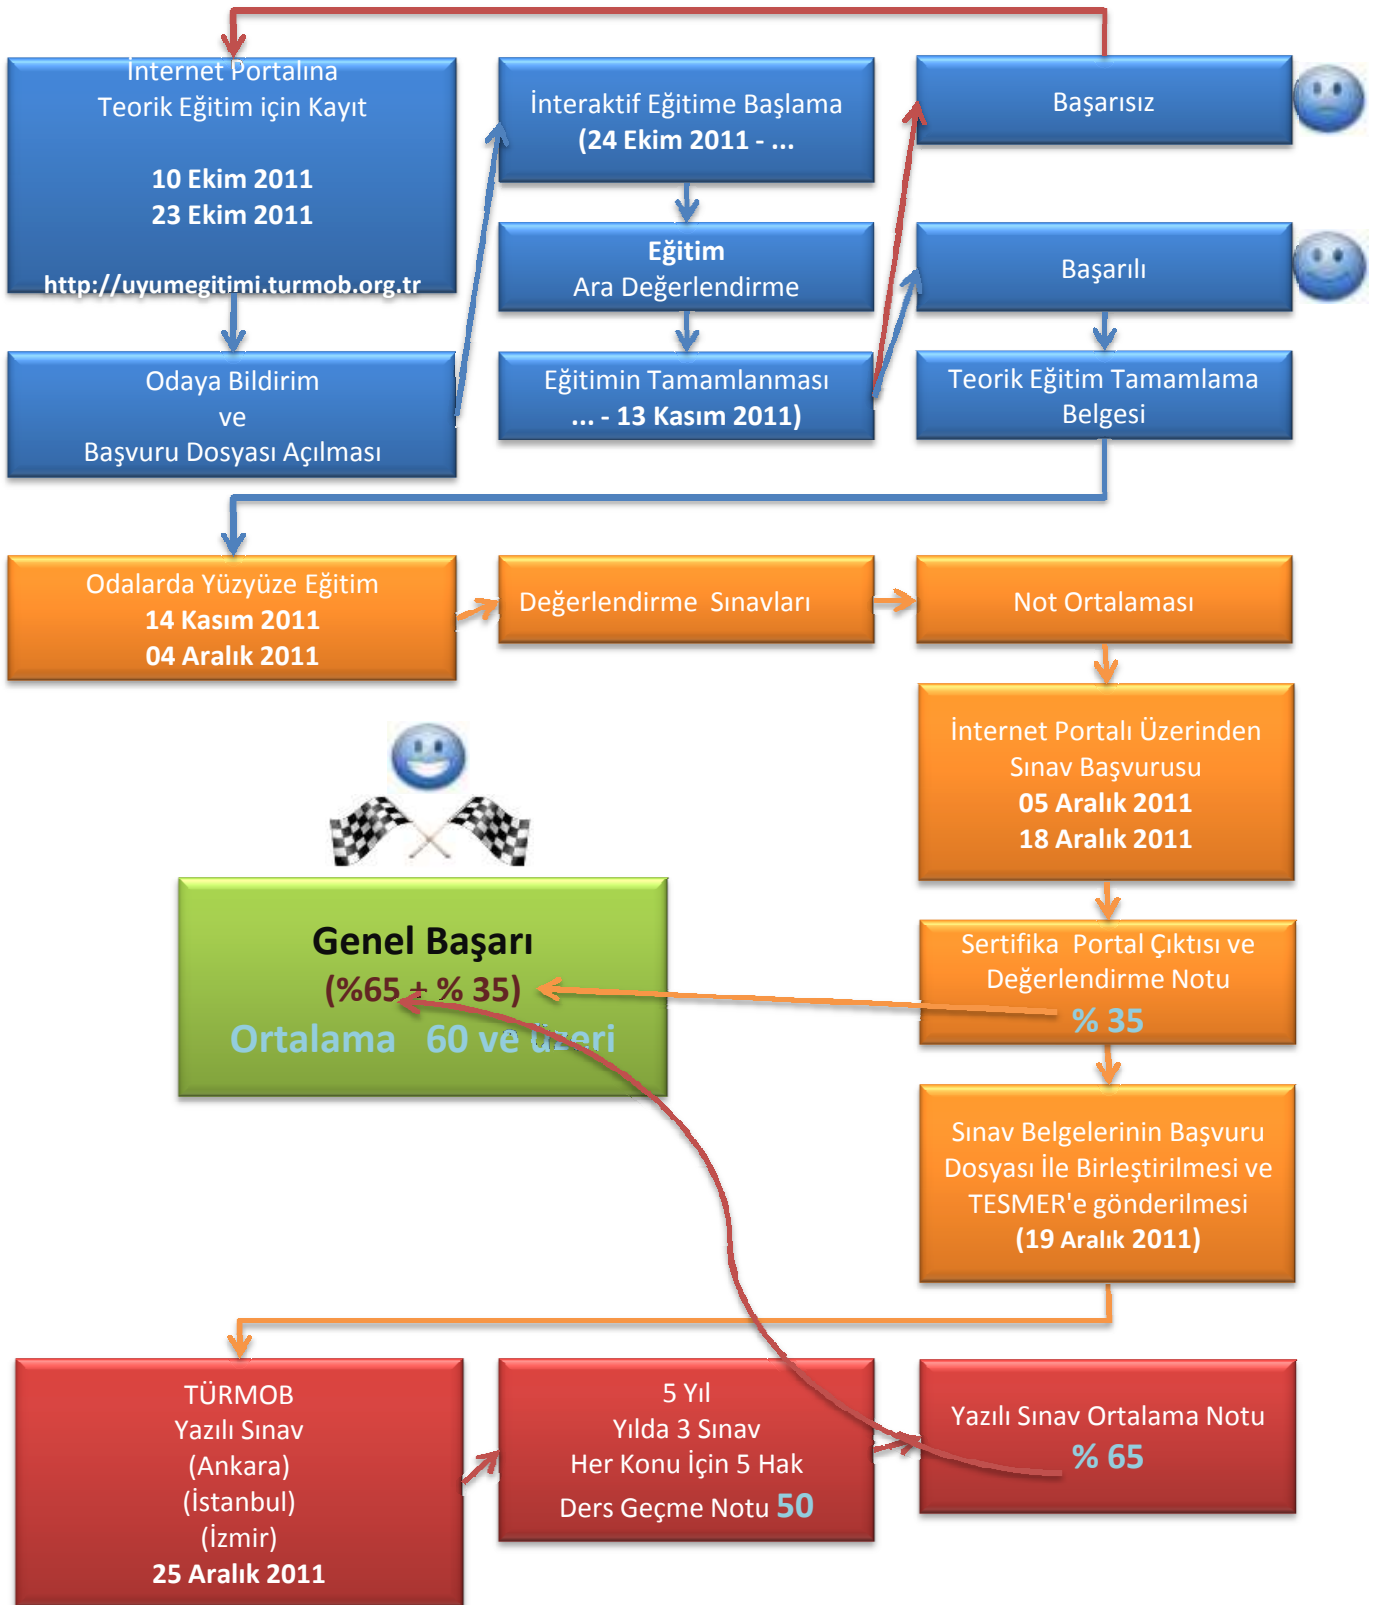 İnternet Portalına
Teorik Eğitim için Kayıt
10 Ekim 2011
23 Ekim 2011
http://uyumegitimi.turmob.org.tr
Odaya Bildirim
ve
Başvuru Dosyası Açılması
İnteraktif Eğitime Başlama
(24 Ekim 2011 - ...
Eğitim
Ara Değerlendirme
Eğitimin Tamamlanması
... - 13 Kasım 2011)
Başarısız
Başarılı
Teorik Eğitim Tamamlama
Belgesi
Odalarda Yüzyüze Eğitim
14 Kasım 2011
04 Aralık 2011
Değerlendirme Sınavları
Not Ortalaması
İnternet Portalı Üzerinden
Sınav Başvurusu
05 Aralık 2011
18 Aralık 2011
Sertifika Portal Çıktısı ve
Değerlendirme Notu
% 35
Sınav Belgelerinin Başvuru
Dosyası İle Birleştirilmesi ve
TESMER'e gönderilmesi
(19 Aralık 2011)
TÜRMOB
Yazılı Sınav
(Ankara)
(İstanbul)
(İzmir)
25 Aralık 2011
5 Yıl
Yılda 3 Sınav
Her Konu İçin 5 Hak
Ders Geçme Notu 50
Yazılı Sınav Ortalama Notu
% 65
Genel Başarı
(%65 + % 35)
Ortalama 60 ve üzeri